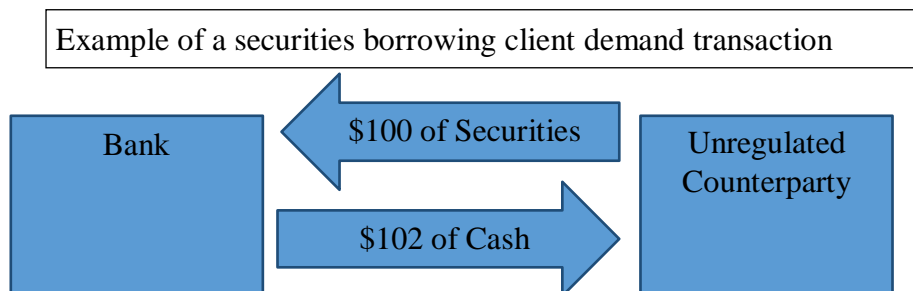 Example of a securities borrowing client demand transaction
Bank
$100 of Securities
Unregulated
Counterparty
$102 of Cash